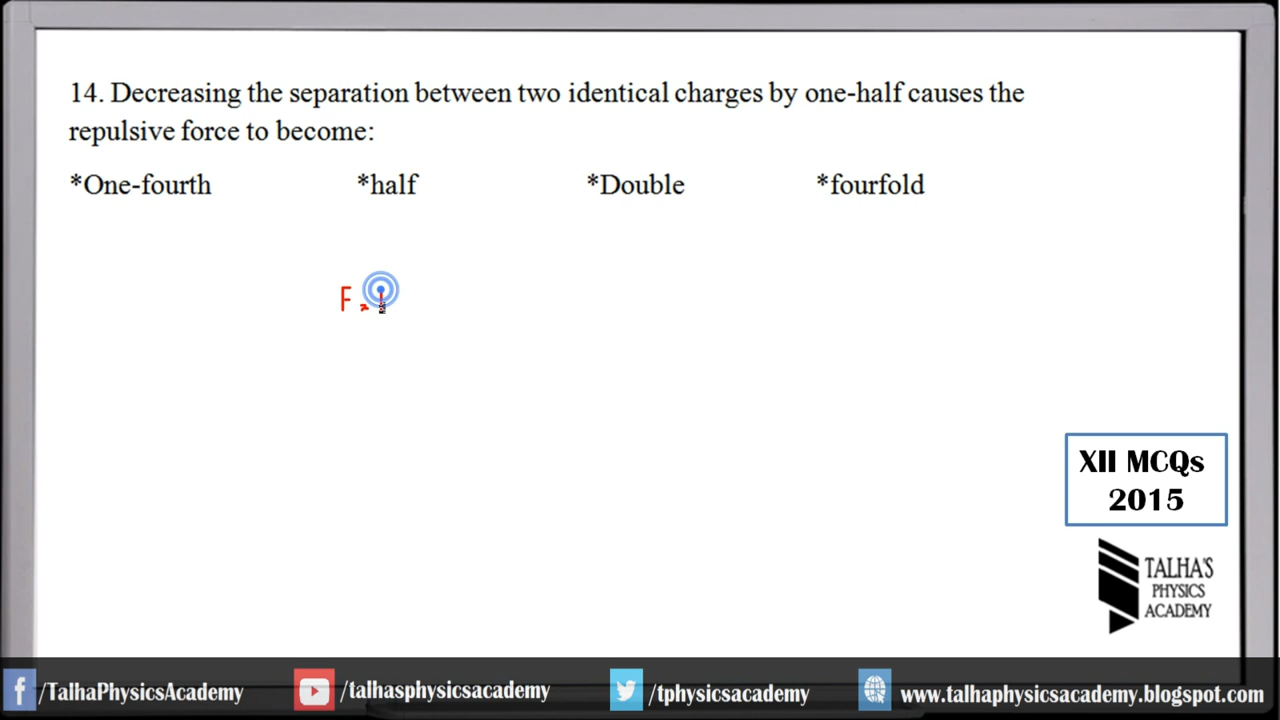 14. Decreasing the separation between two identical charges by one-half causes the
repulsive force to become:
*One-fourth *half *Double *fourfold
F
XII MCQs
2015
TALHA'S
PHYSICS
ACADEMY
/TalhaPhysicsAcademy /talhasphysicsacademy /tphysicsacademy www.talhaphysicsacademy.blogspot.com